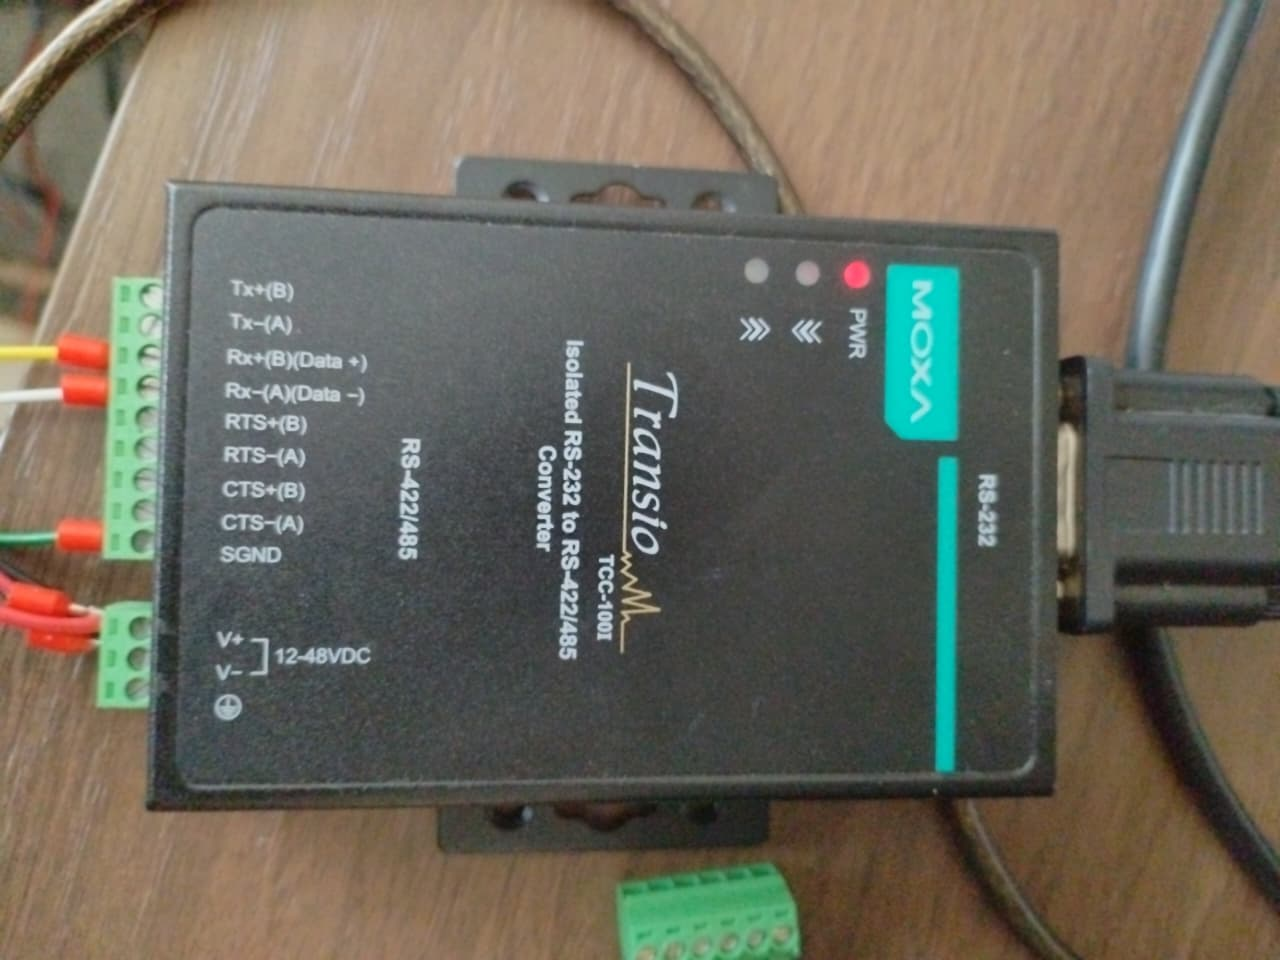 Tx+(B)
Tx−(A)
Rx+(B)(Data +)
Rx−(A)(Data −)
RTS+(B)
RTS−(A)
CTS+(B)
CTS−(A)
SGND
V+
V−
12-48VDC
RS-422/485
Transio
TCC-100I
Isolated RS-232 to RS-422/485
Converter
PWR
MOXA
RS-232